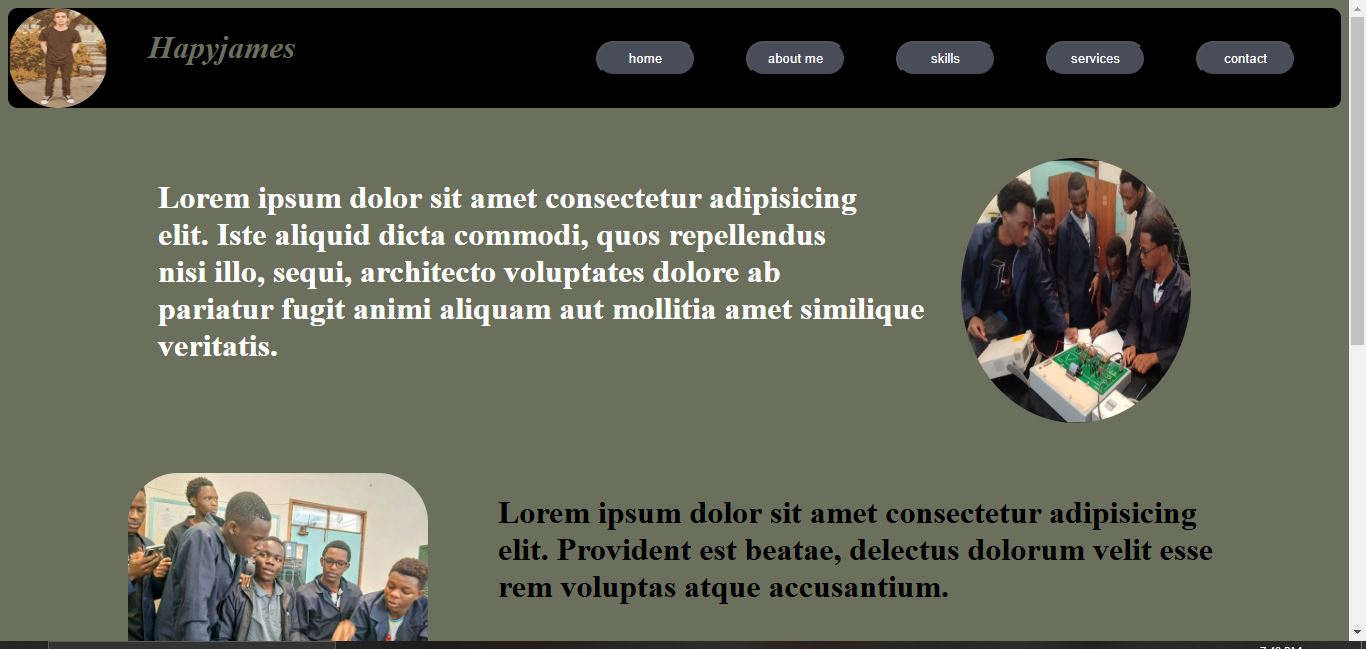 Hapyjames
home
about me
skills
services
contact
Lorem ipsum dolor sit amet consectetur adipisicing
elit. Iste aliquid dicta commodi, quos repellendus
nisi illo, sequi, architecto voluptates dolore ab
pariatur fugit animi aliquam aut mollitia amet similique
veritatis.
Lorem ipsum dolor sit amet consectetur adipisicing
elit. Provident est beatae, delectus dolorum velit esse
rem voluptas atque accusantium.